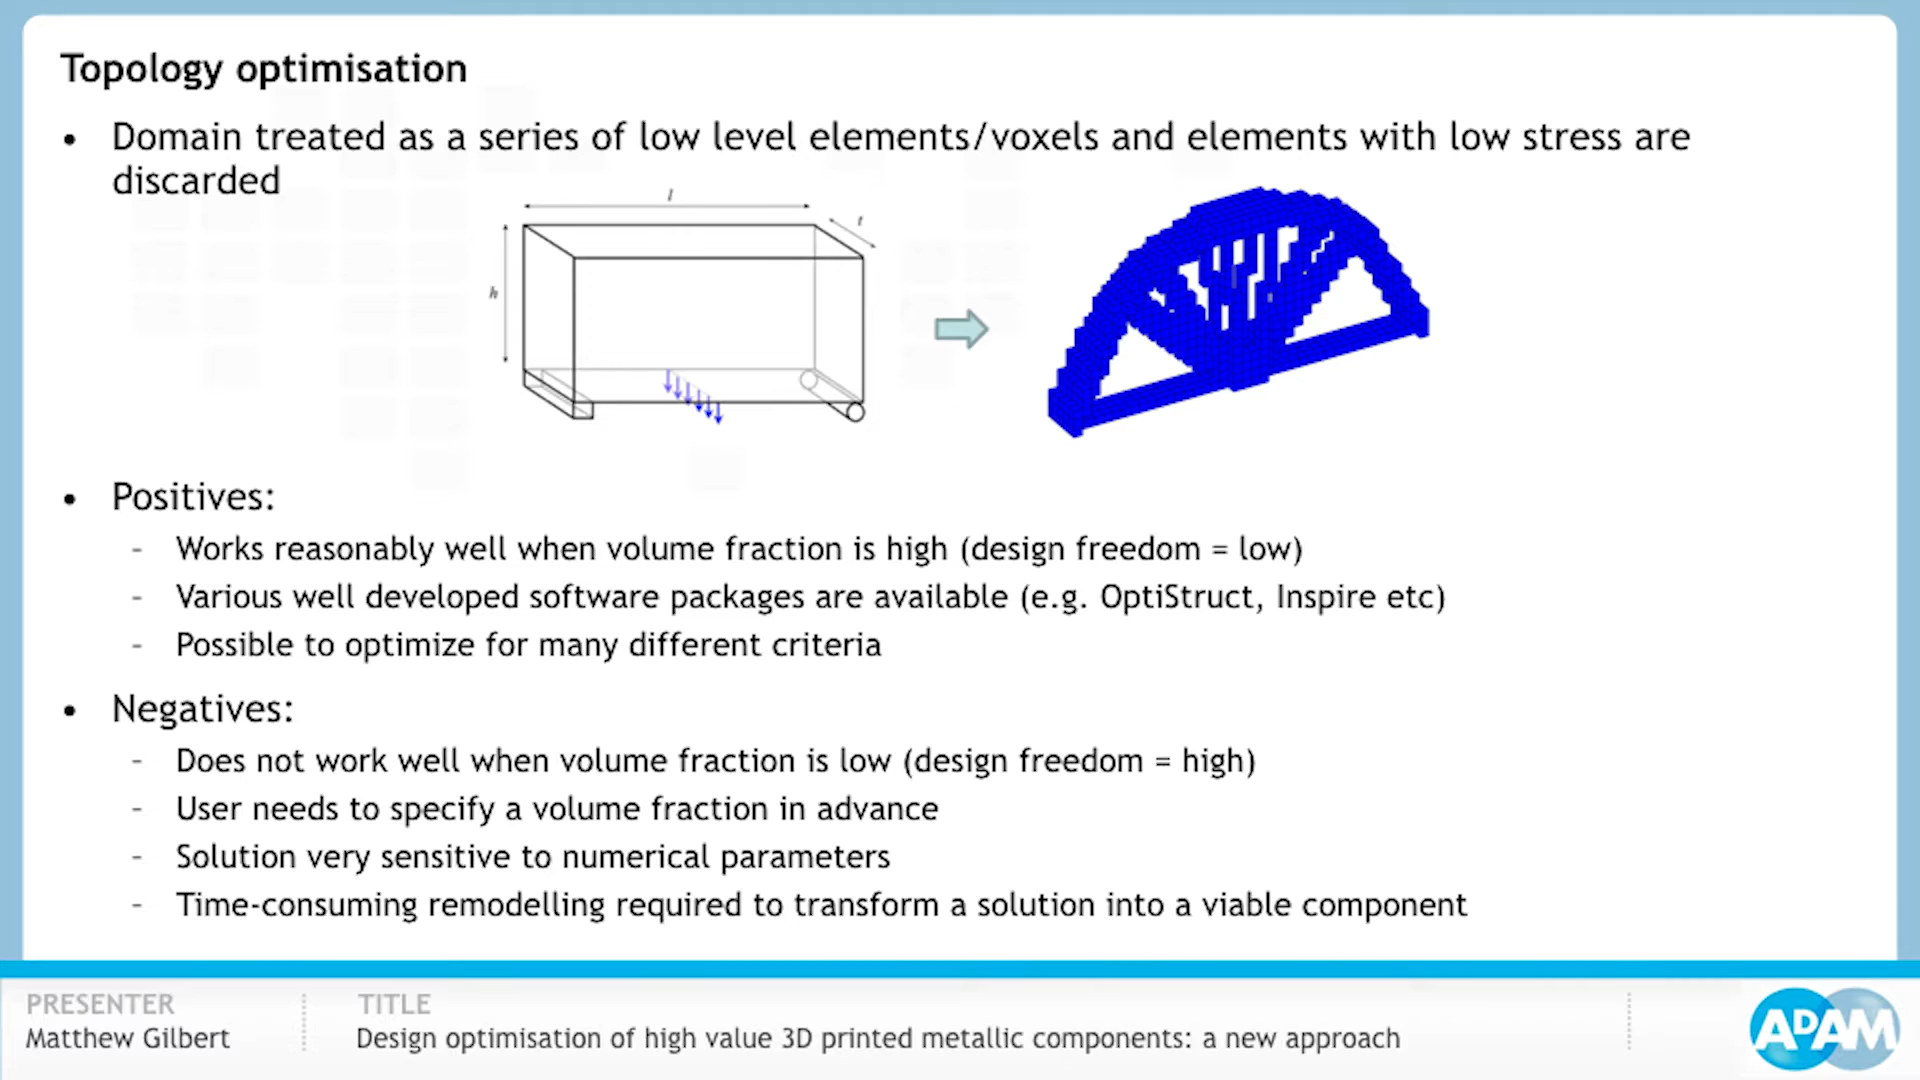 Topology optimisation
• Domain treated as a series of low level elements/voxels and elements with low stress are
discarded
l
t
h
• Positives:
- Works reasonably well when volume fraction is high (design freedom = low)
- Various well developed software packages are available (e.g. OptiStruct, Inspire etc)
- Possible to optimize for many different criteria
• Negatives:
- Does not work well when volume fraction is low (design freedom = high)
- User needs to specify a volume fraction in advance
- Solution very sensitive to numerical parameters
- Time-consuming remodelling required to transform a solution into a viable component
PRESENTER
Matthew Gilbert
TITLE
Design optimisation of high value 3D printed metallic components: a new approach
ADAM